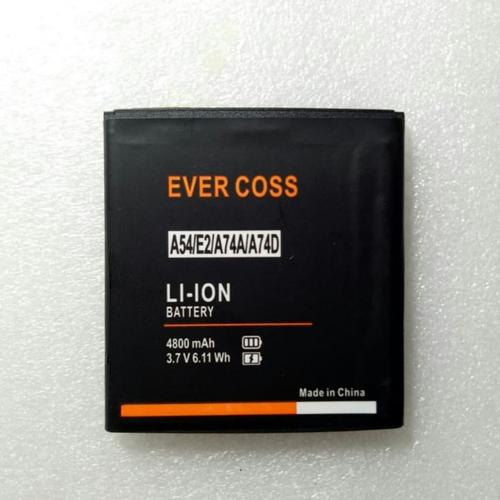 EVER COSS
A54/E2/A74A/A74D
LI-ION
BATTERY
4800 mAh
3.7 V 6.11 Wh
Made in China